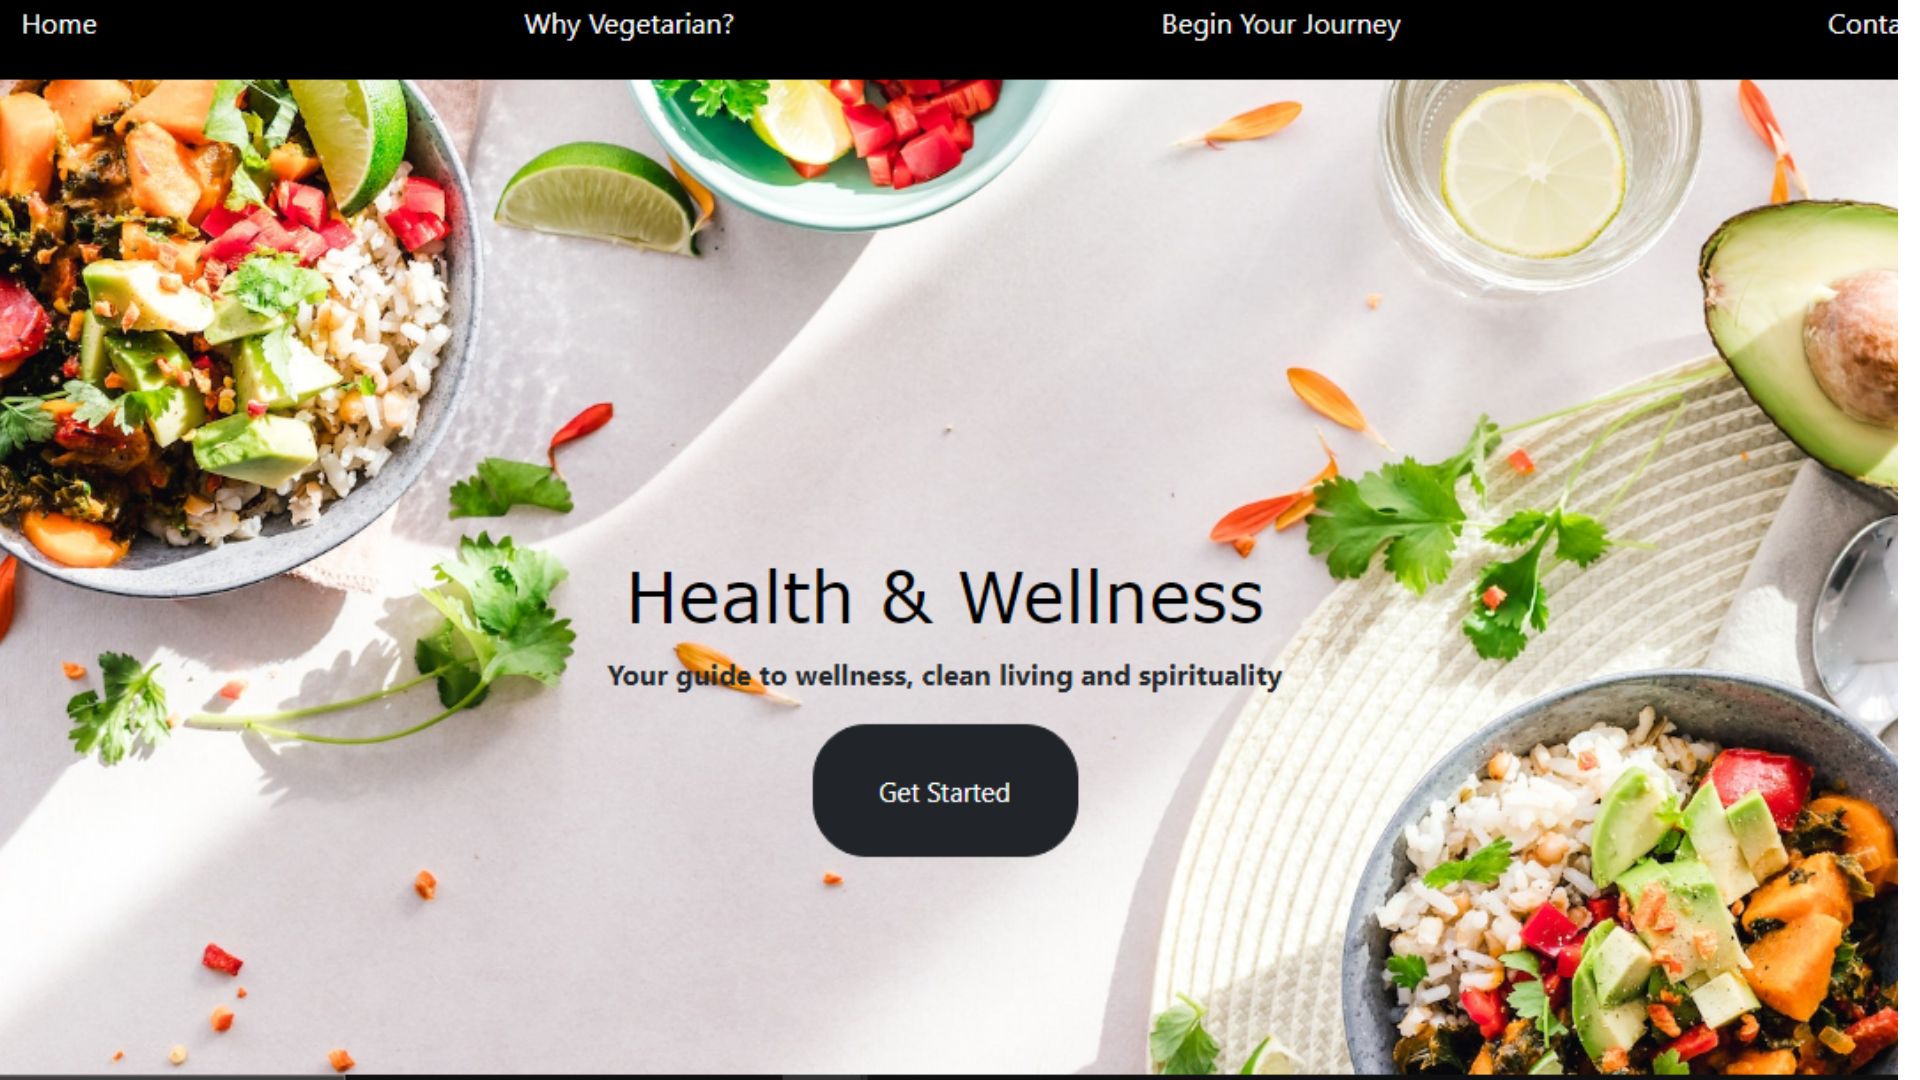 Home Why Vegetarian? Begin Your Journey Conta
Health & Wellness
Your guide to wellness, clean living and spirituality
Get Started